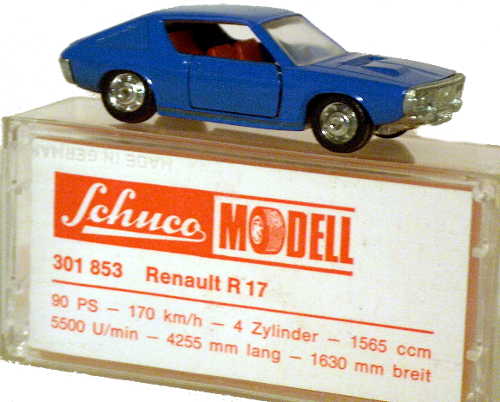 MADE IN GERMANY
Schuco MODELL
301 853 Renault R 17
90 PS – 170 km/h – 4 Zylinder – 1565 ccm
5500 U/min – 4255 mm lang – 1630 mm breit